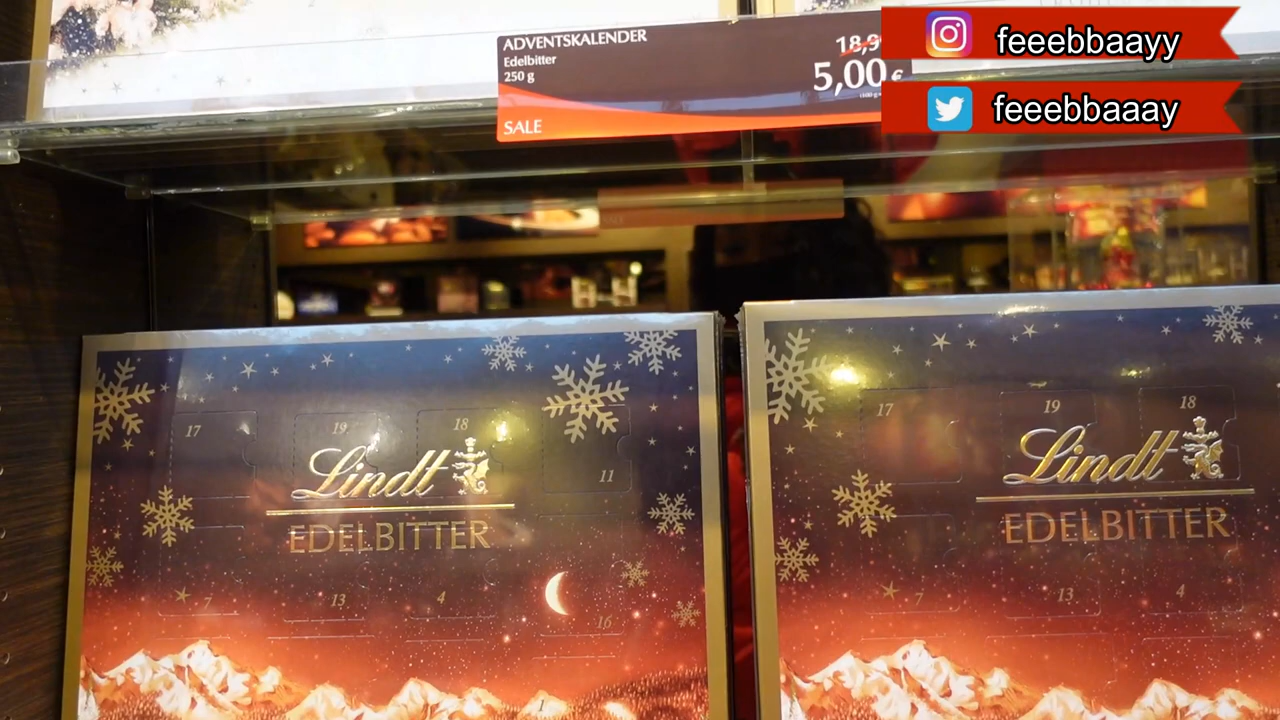 ADVENTSKALENDER
Edelbitter
250 g
18,9
5,00 €
SALE
feeebbaayy
feeebbaaay
17
19
18
11
Lindt
EDELBITTER
7
13
4
16
1
17
19
18
Lindt
EDELBITTER
7
13
4